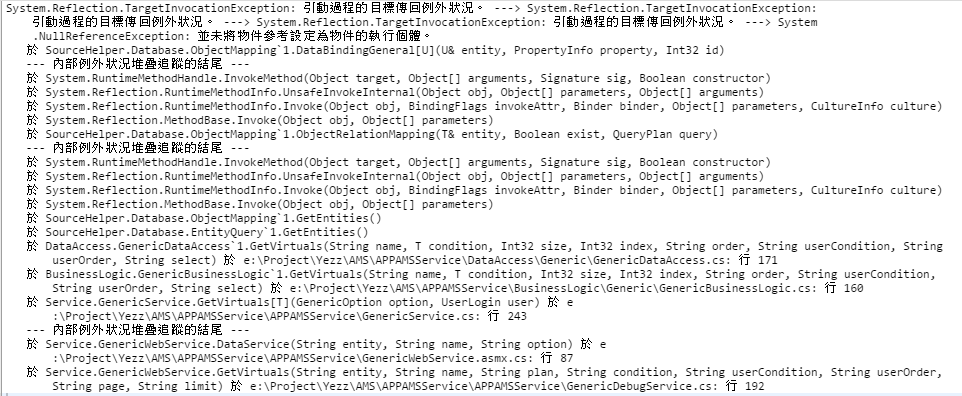 System.Reflection.TargetInvocationException: 引動過程的目標傳回例外狀況。 ---> System.Reflection.TargetInvocationException:
引動過程的目標傳回例外狀況。 ---> System.Reflection.TargetInvocationException: 引動過程的目標傳回例外狀況。 ---> System
.NullReferenceException: 並未將物件參考設定為物件的執行個體。
於 SourceHelper.Database.ObjectMapping`1.DataBindingGeneral[U](U& entity, PropertyInfo property, Int32 id)
--- 內部例外狀況堆疊追蹤的結尾 ---
於 System.RuntimeMethodHandle.InvokeMethod(Object target, Object[] arguments, Signature sig, Boolean constructor)
於 System.Reflection.RuntimeMethodInfo.UnsafeInvokeInternal(Object obj, Object[] parameters, Object[] arguments)
於 System.Reflection.RuntimeMethodInfo.Invoke(Object obj, BindingFlags invokeAttr, Binder binder, Object[] parameters, CultureInfo culture)
於 System.Reflection.MethodBase.Invoke(Object obj, Object[] parameters)
於 SourceHelper.Database.ObjectMapping`1.ObjectRelationMapping(T& entity, Boolean exist, QueryPlan query)
--- 內部例外狀況堆疊追蹤的結尾 ---
於 System.RuntimeMethodHandle.InvokeMethod(Object target, Object[] arguments, Signature sig, Boolean constructor)
於 System.Reflection.RuntimeMethodInfo.UnsafeInvokeInternal(Object obj, Object[] parameters, Object[] arguments)
於 System.Reflection.RuntimeMethodInfo.Invoke(Object obj, BindingFlags invokeAttr, Binder binder, Object[] parameters, CultureInfo culture)
於 System.Reflection.MethodBase.Invoke(Object obj, Object[] parameters)
於 SourceHelper.Database.ObjectMapping`1.GetEntities()
於 SourceHelper.Database.EntityQuery`1.GetEntities()
於 DataAccess.GenericDataAccess`1.GetVirtuals(String name, T condition, Int32 size, Int32 index, String order, String userCondition, String
userOrder, String select) 於 e:\Project\Yezz\AMS\APPAMSService\DataAccess\Generic\GenericDataAccess.cs: 行 171
於 BusinessLogic.GenericBusinessLogic`1.GetVirtuals(String name, T condition, Int32 size, Int32 index, String order, String userCondition,
String userOrder, String select) 於 e:\Project\Yezz\AMS\APPAMSService\BusinessLogic\Generic\GenericBusinessLogic.cs: 行 160
於 Service.GenericService.GetVirtuals[T](GenericOption option, UserLogin user) 於 e
:\Project\Yezz\AMS\APPAMSService\APPAMSService\GenericService.cs: 行 243
--- 內部例外狀況堆疊追蹤的結尾 ---
於 Service.GenericWebService.DataService(String entity, String name, String option) 於 e
:\Project\Yezz\AMS\APPAMSService\APPAMSService\GenericWebService.asmx.cs: 行 87
於 Service.GenericWebService.GetVirtuals(String entity, String name, String plan, String condition, String userCondition, String userOrder,
String page, String limit) 於 e:\Project\Yezz\AMS\APPAMSService\APPAMSService\GenericDebugService.cs: 行 192